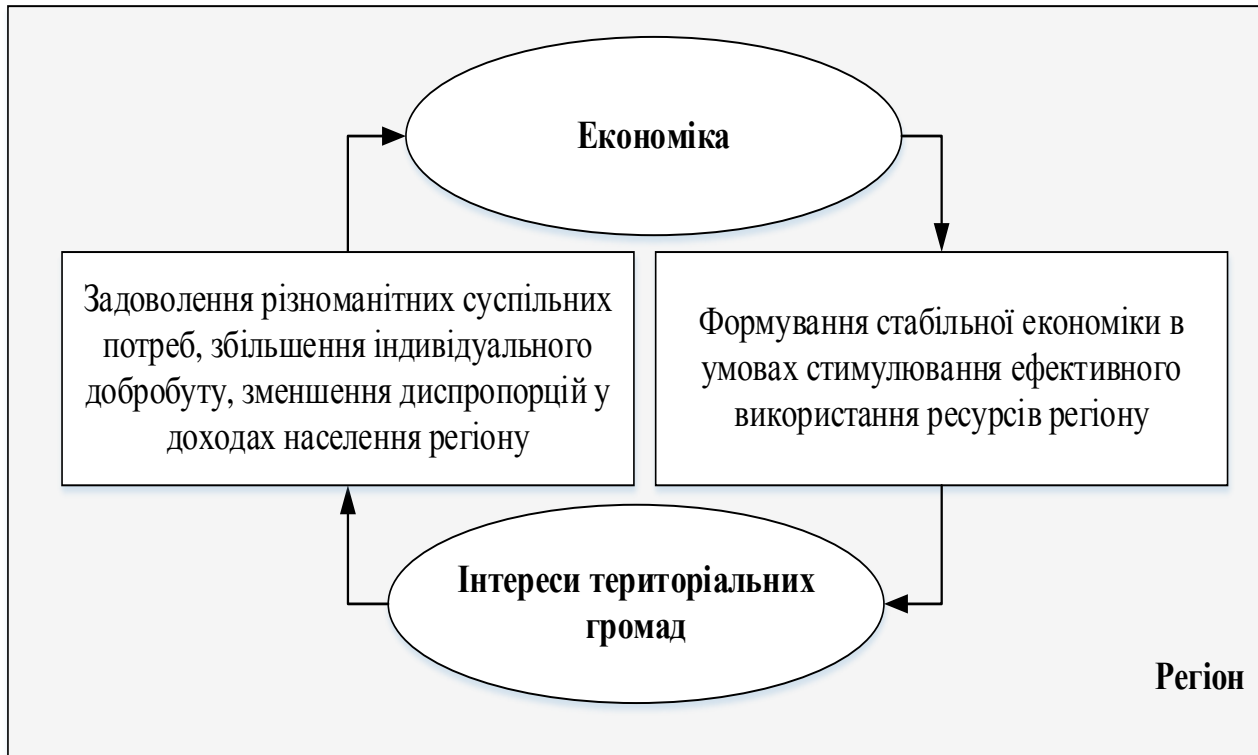 Економіка
Задоволення різноманітних суспільних
потреб, збільшення індивідуального
добробуту, зменшення диспропорцій у
доходах населення регіону
Формування стабільної економіки в
умовах стимулювання ефективного
використання ресурсів регіону
Інтереси територіальних
громад
Регіон